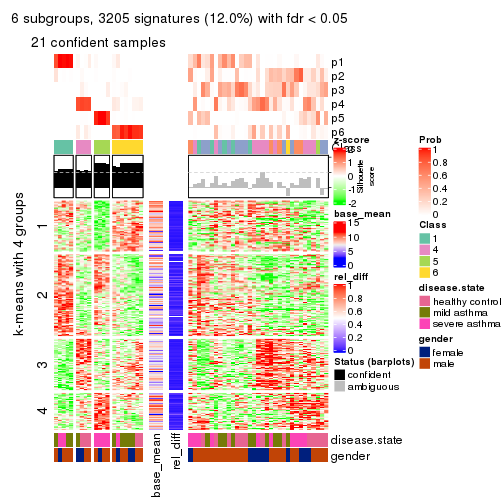 6 subgroups, 3205 signatures (12.0%) with fdr < 0.05
21 confident samples
p1
p2
p3
p4
p5
p6
Class
Silhouette
score
k-means with 4 groups
1
2
3
4
base_mean
rel_diff
disease.state
gender
z-score
2
1
0
-1
-2
base_mean
15
10
5
0
rel_diff
1
0.8
0.6
0.4
0.2
0
Status (barplots)
confident
ambiguous
Prob
1
0.8
0.6
0.4
0.2
0
Class
1
4
5
6
disease.state
healthy control
mild asthma
severe asthma
gender
female
male